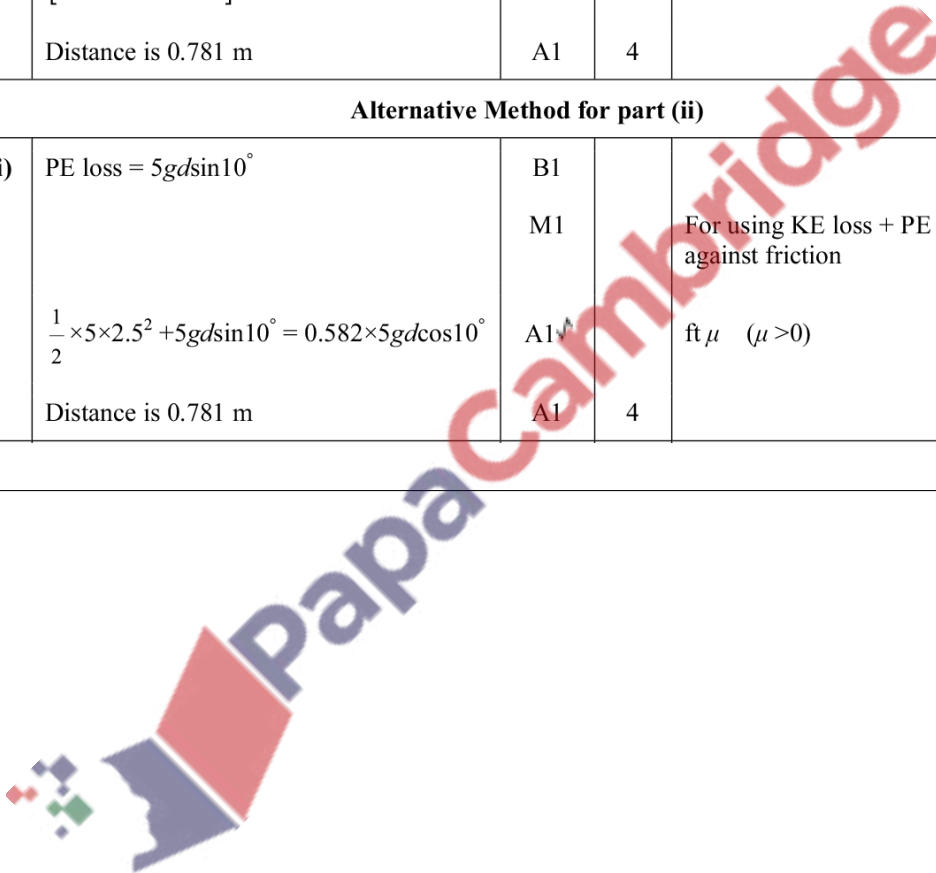 Distance is 0.781 m A1 4
Alternative Method for part (ii)
i) PE loss = 5gdsin10° B1
M1 For using KE loss + PE
against friction
1/2 ×5×2.5² +5gdsin10° = 0.582×5gdcos10° A1√ ft μ (μ >0)
Distance is 0.781 m A1 4
PapaCambridge